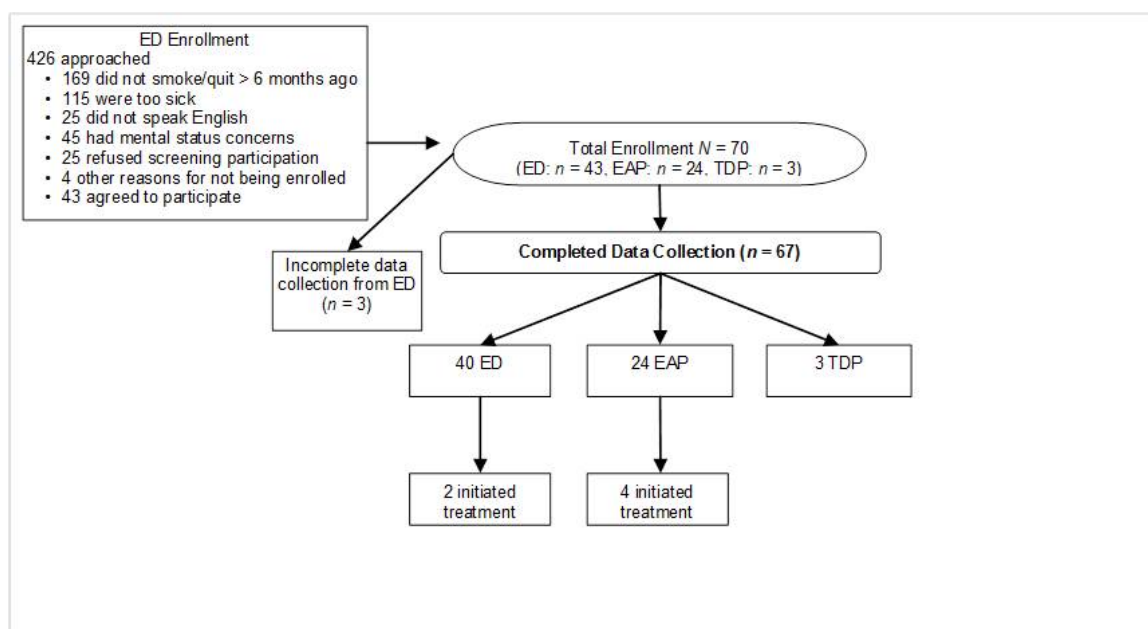 ED Enrollment
426 approached
• 169 did not smoke/quit > 6 months ago
• 115 were too sick
• 25 did not speak English
• 45 had mental status concerns
• 25 refused screening participation
• 4 other reasons for not being enrolled
• 43 agreed to participate
Total Enrollment N = 70
(ED: n = 43, EAP: n = 24, TDP: n = 3)
Completed Data Collection (n = 67)
Incomplete data
collection from ED
(n = 3)
40 ED
24 EAP
3 TDP
2 initiated
treatment
4 initiated
treatment